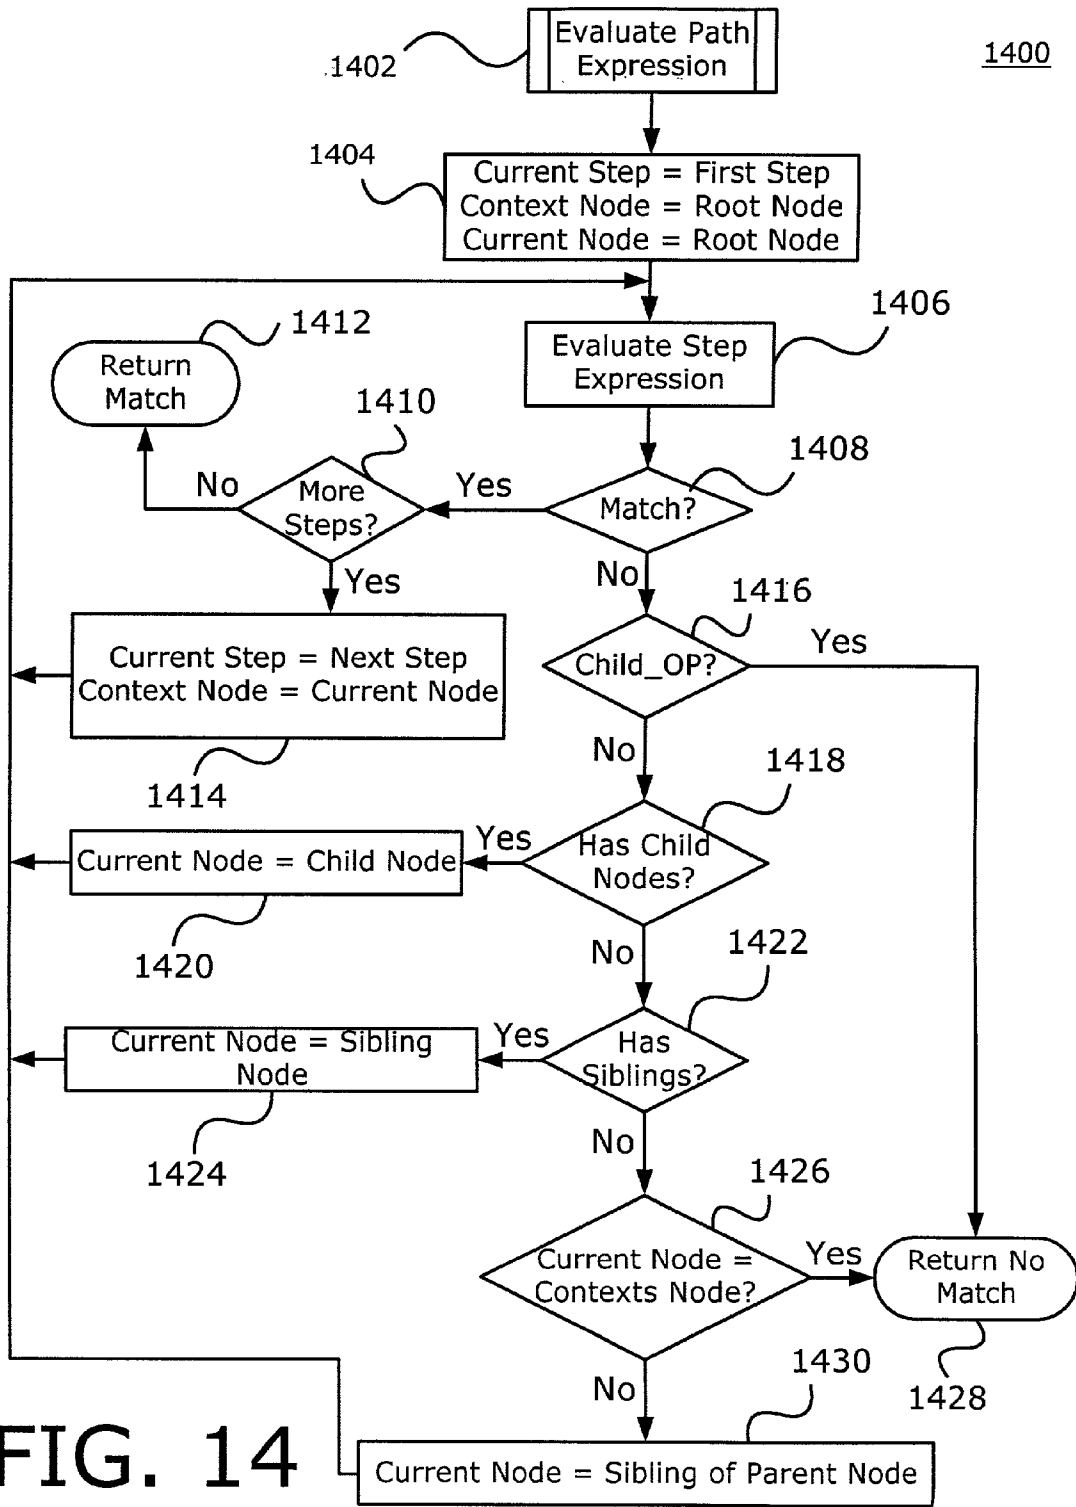 Evaluate Path
Expression
1402
1400
1404
Current Step = First Step
Context Node = Root Node
Current Node = Root Node
1406
1412
Return
Match
Evaluate Step
Expression
1410
1408
No
More
Steps?
Yes
Match?
Yes
No
1416
Current Step = Next Step
Context Node = Current Node
Child_OP?
Yes
1414
No
1418
Current Node = Child Node
Yes
Has Child
Nodes?
1420
No
1422
Current Node = Sibling
Node
Yes
Has
Siblings?
1424
No
1426
Current Node =
Contexts Node?
Yes
Return No
Match
1428
No
1430
FIG. 14
Current Node = Sibling of Parent Node